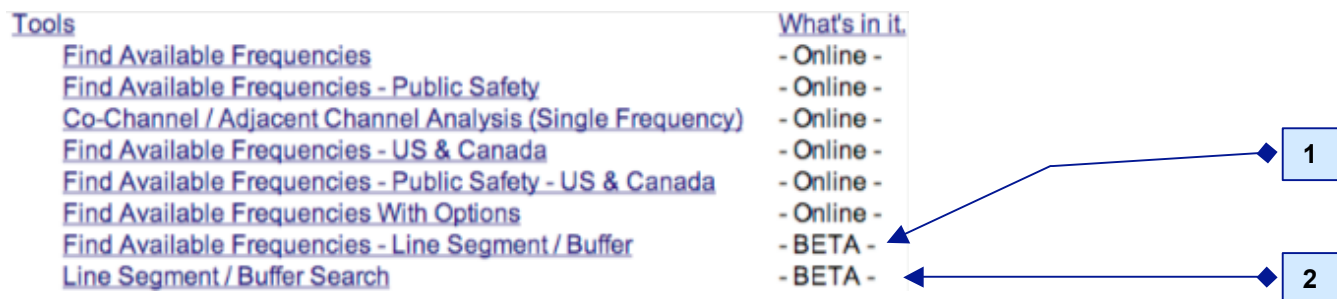 Tools What's in it.
Find Available Frequencies - Online -
Find Available Frequencies - Public Safety - Online -
Co-Channel / Adjacent Channel Analysis (Single Frequency) - Online -
1
Find Available Frequencies - US & Canada - Online -
Find Available Frequencies - Public Safety - US & Canada - Online -
Find Available Frequencies With Options - Online -
Find Available Frequencies - Line Segment / Buffer - BETA -
Line Segment / Buffer Search - BETA -
2